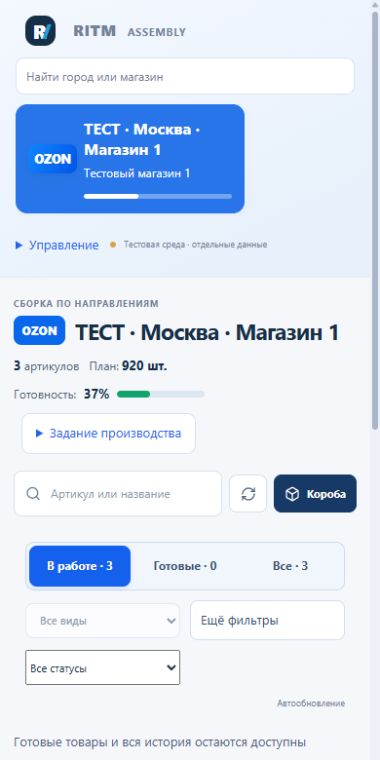 R/ RITM ASSEMBLY
Найти город или магазин
ТЕСТ · Москва ·
Магазин 1
OZON
Тестовый магазин 1
Управление Тестовая среда · отдельные данные
СБОРКА ПО НАПРАВЛЕНИЯМ
OZON ТЕСТ · Москва · Магазин 1
3 артикулов План: 920 шт.
Готовность: 37%
Задание производства
Артикул или название Короба
В работе · 3 Готовые · 0 Все · 3
Все виды Ещё фильтры
Все статусы
Автообновление
Готовые товары и вся история остаются доступны